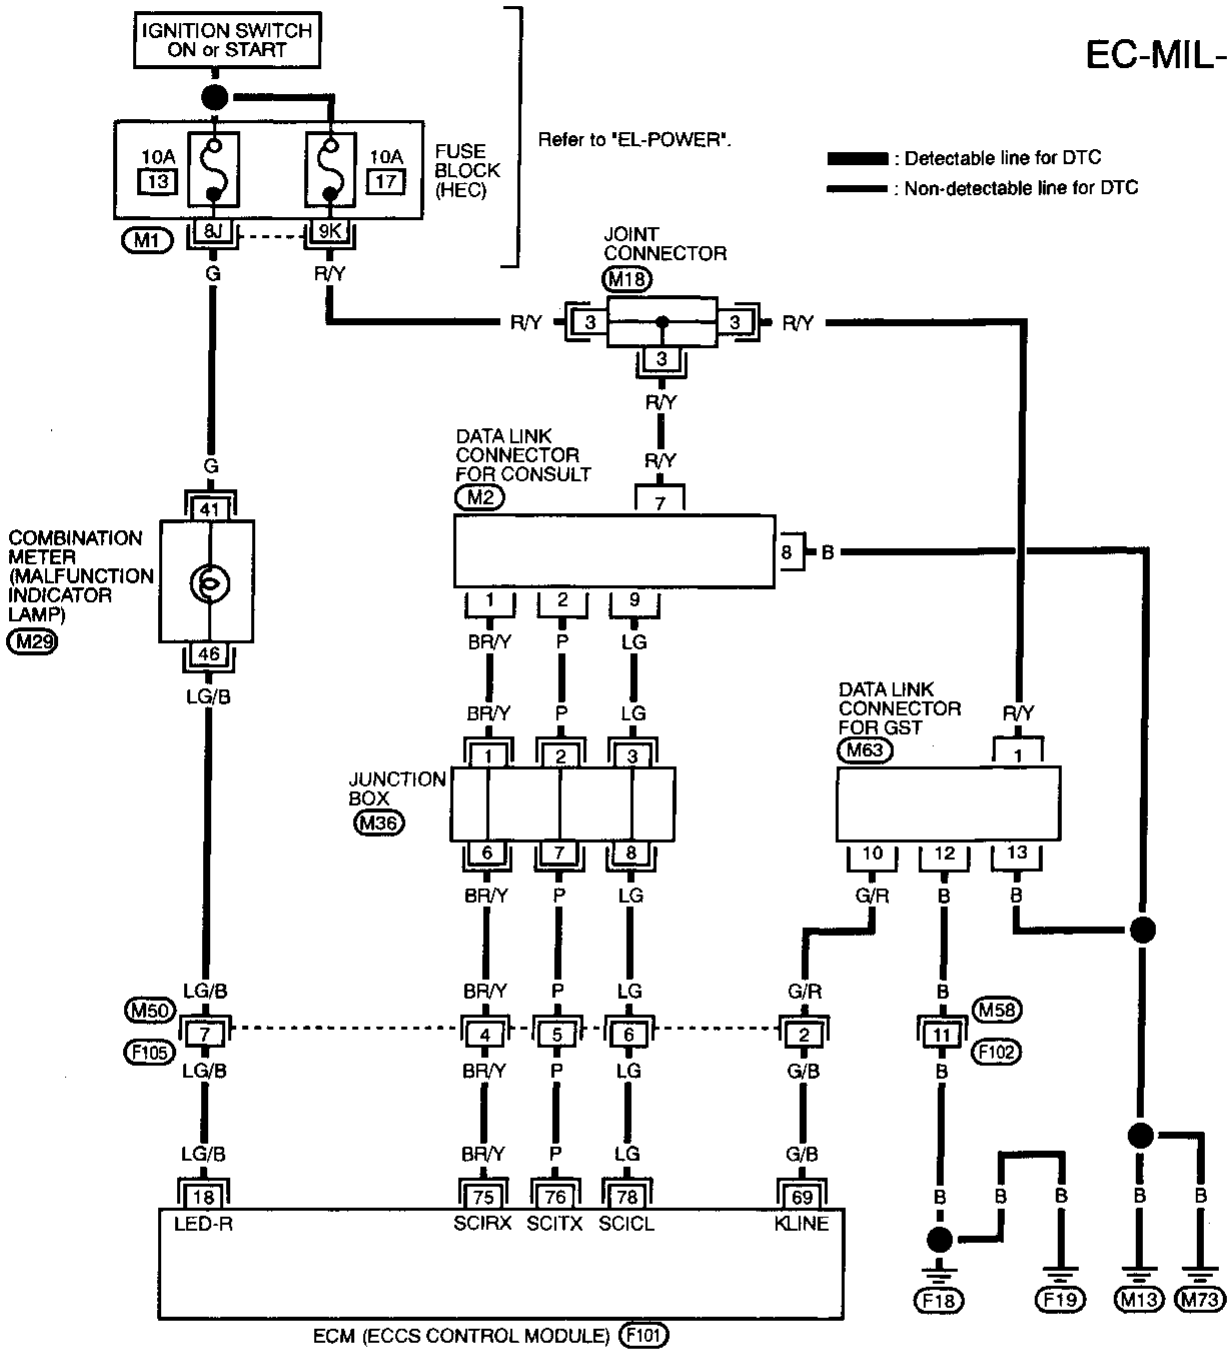 IGNITION SWITCH
ON or START
EC-MIL-
10A
13
10A
17
FUSE
BLOCK
(HEC)
Refer to "EL-POWER".
: Detectable line for DTC
: Non-detectable line for DTC
M1
8J
9K
G
R/Y
JOINT
CONNECTOR
M18
R/Y
3
3
R/Y
3
R/Y
R/Y
G
DATA LINK
CONNECTOR
FOR CONSULT
M2
7
41
COMBINATION
METER
(MALFUNCTION
INDICATOR
LAMP)
M29
8
B
1
2
9
46
BR/Y
P
LG
LG/B
BR/Y
P
LG
DATA LINK
CONNECTOR
FOR GST
M63
R/Y
1
1
2
3
JUNCTION
BOX
M36
6
7
8
10
12
13
BR/Y
P
LG
G/R
B
B
LG/B
BR/Y
P
LG
G/R
B
M50
M58
7
4
5
6
2
11
F105
F102
LG/B
BR/Y
P
LG
G/B
B
LG/B
BR/Y
P
LG
G/B
18
75
76
78
69
B
B
B
B
B
LED-R
SCIRX
SCITX
SCICL
KLINE
F18
F19
M13
M73
ECM (ECCS CONTROL MODULE)
F101